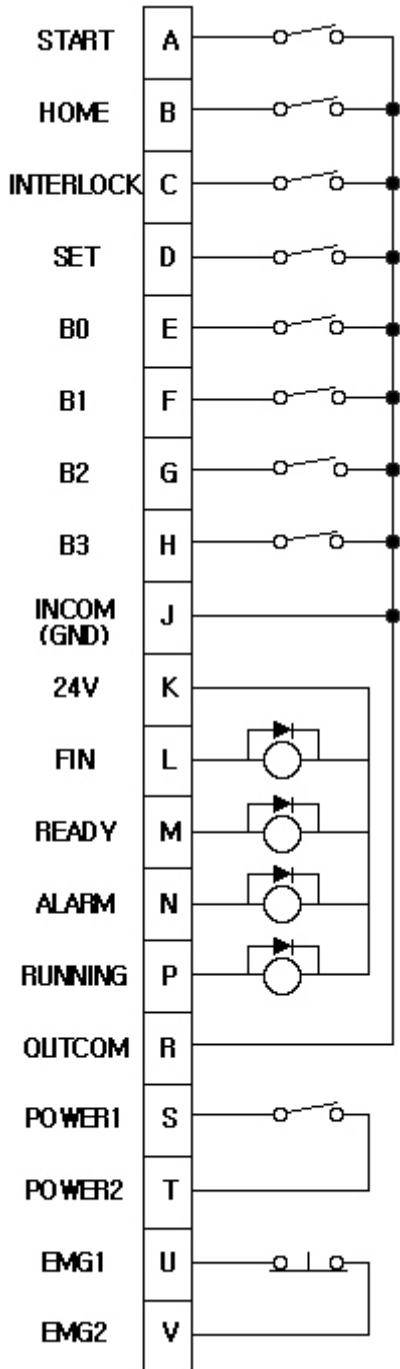 START A
HOME B
INTERLOCK C
SET D
B0 E
B1 F
B2 G
B3 H
INCOM
(GND) J
24V K
FIN L
READY M
ALARM N
RUNNING P
OUTCOM R
POWER1 S
POWER2 T
EMG1 U
EMG2 V